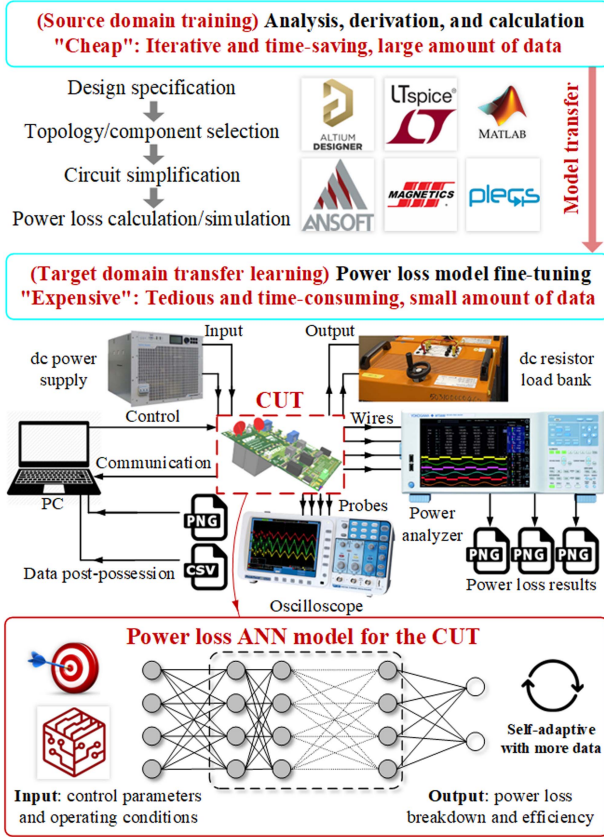 (Source domain training) Analysis, derivation, and calculation
"Cheap": Iterative and time-saving, large amount of data
Design specification
Topology/component selection
Circuit simplification
Power loss calculation/simulation
ALTIUM
DESIGNER
LTspice®
MATLAB
ANSOFT
MAGNETICS
plecs
Model transfer
(Target domain transfer learning) Power loss model fine-tuning
"Expensive": Tedious and time-consuming, small amount of data
Input
Output
dc power
supply
dc resistor
load bank
CUT
Control
Wires
Communication
PC
Probes
Power
analyzer
PNG
CSV
PNG
PNG
PNG
Data post-possession
Oscilloscope
Power loss results
Power loss ANN model for the CUT
Self-adaptive
with more data
Input: control parameters
and operating conditions
Output: power loss
breakdown and efficiency